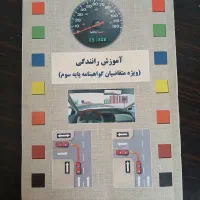 آموزش رانندگی
(ویژه متقاضیان گواهینامه پایه سوم)